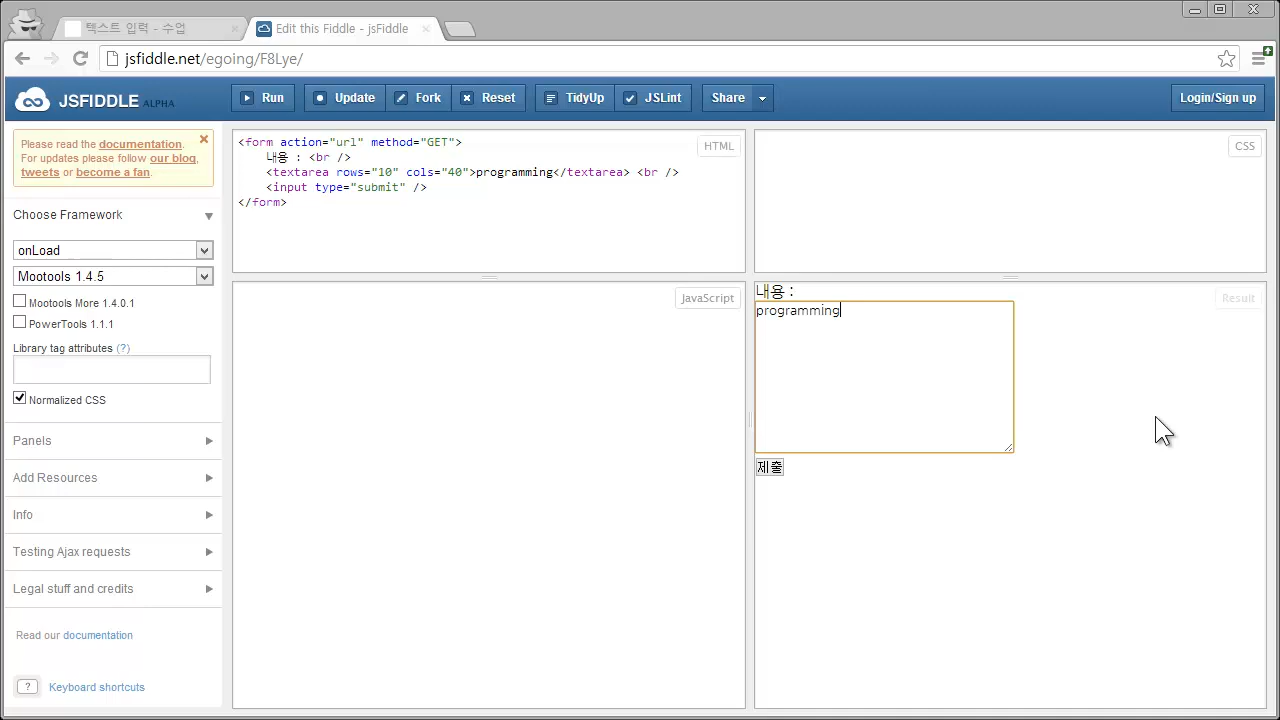 텍스트 입력 - 수업
Edit this Fiddle - jsFiddle
jsfiddle.net/egoing/F8Lye/
JSFIDDLE ALPHA
Run
Update
Fork
Reset
TidyUp
JSLint
Share
Login/Sign up
Please read the documentation.
For updates please follow our blog,
tweets or become a fan.
Choose Framework
onLoad
Mootools 1.4.5
Mootools More 1.4.0.1
PowerTools 1.1.1
Library tag attributes (?)
Normalized CSS
Panels
Add Resources
Info
Testing Ajax requests
Legal stuff and credits
Read our documentation
? Keyboard shortcuts
HTML
<form action="url" method="GET">
내용 : <br />
<textarea rows="10" cols="40">programming</textarea> <br />
<input type="submit" />
</form>
CSS
JavaScript
Result
내용 :
programming
제출